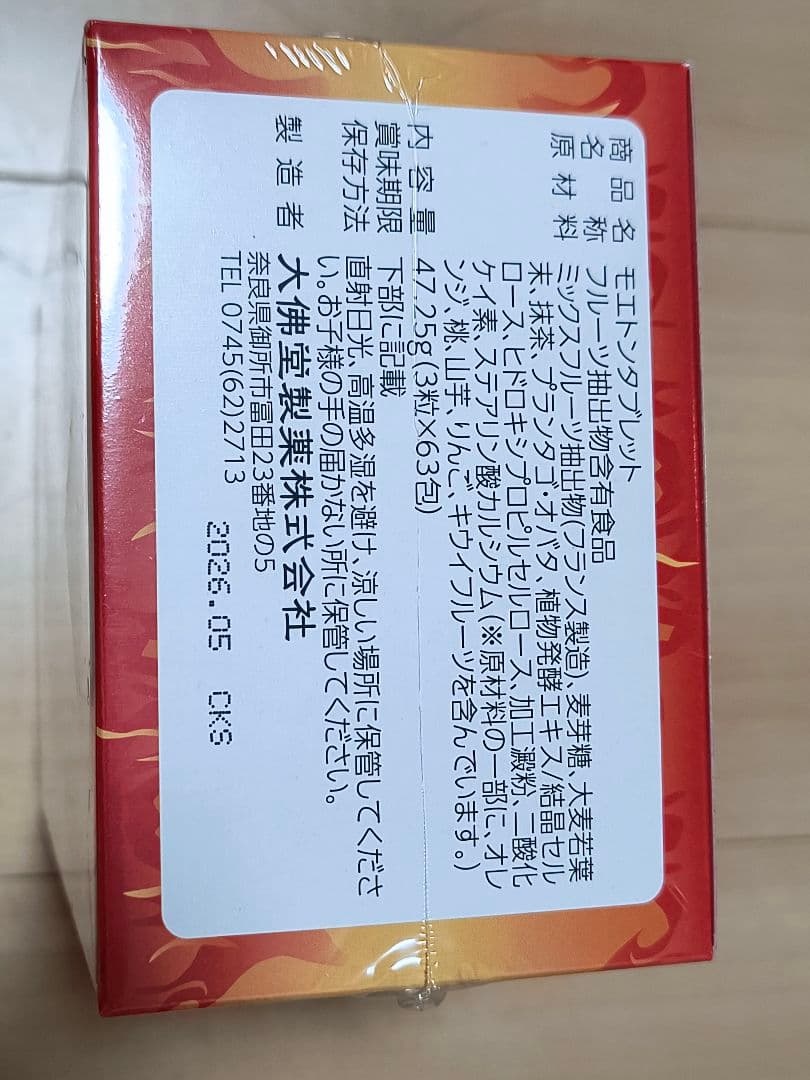 商品名 モエトンタブレット
名称 フルーツ抽出物含有食品
原材料 ミックスフルーツ抽出物(フランス製造)、麦芽糖、大麦若葉
末、抹茶、プランタゴ・オバタ、植物発酵エキス/結晶セル
ロース、ヒドロキシプロピルセルロース、加工澱粉、二酸化
ケイ素、ステアリン酸カルシウム(※原材料の一部に、オレ
ンジ、桃、山芋、りんご、キウイフルーツを含んでいます。)
内容量 47.25g(3粒×63包)
賞味期限 下部に記載
保存方法 直射日光、高温多湿を避け、涼しい場所に保管してくださ
い。お子様の手の届かない所に保管してください。
製造者 大佛堂製薬株式会社
奈良県御所市富田23番地の5
TEL 0745(62)2713
2026.05 CKS